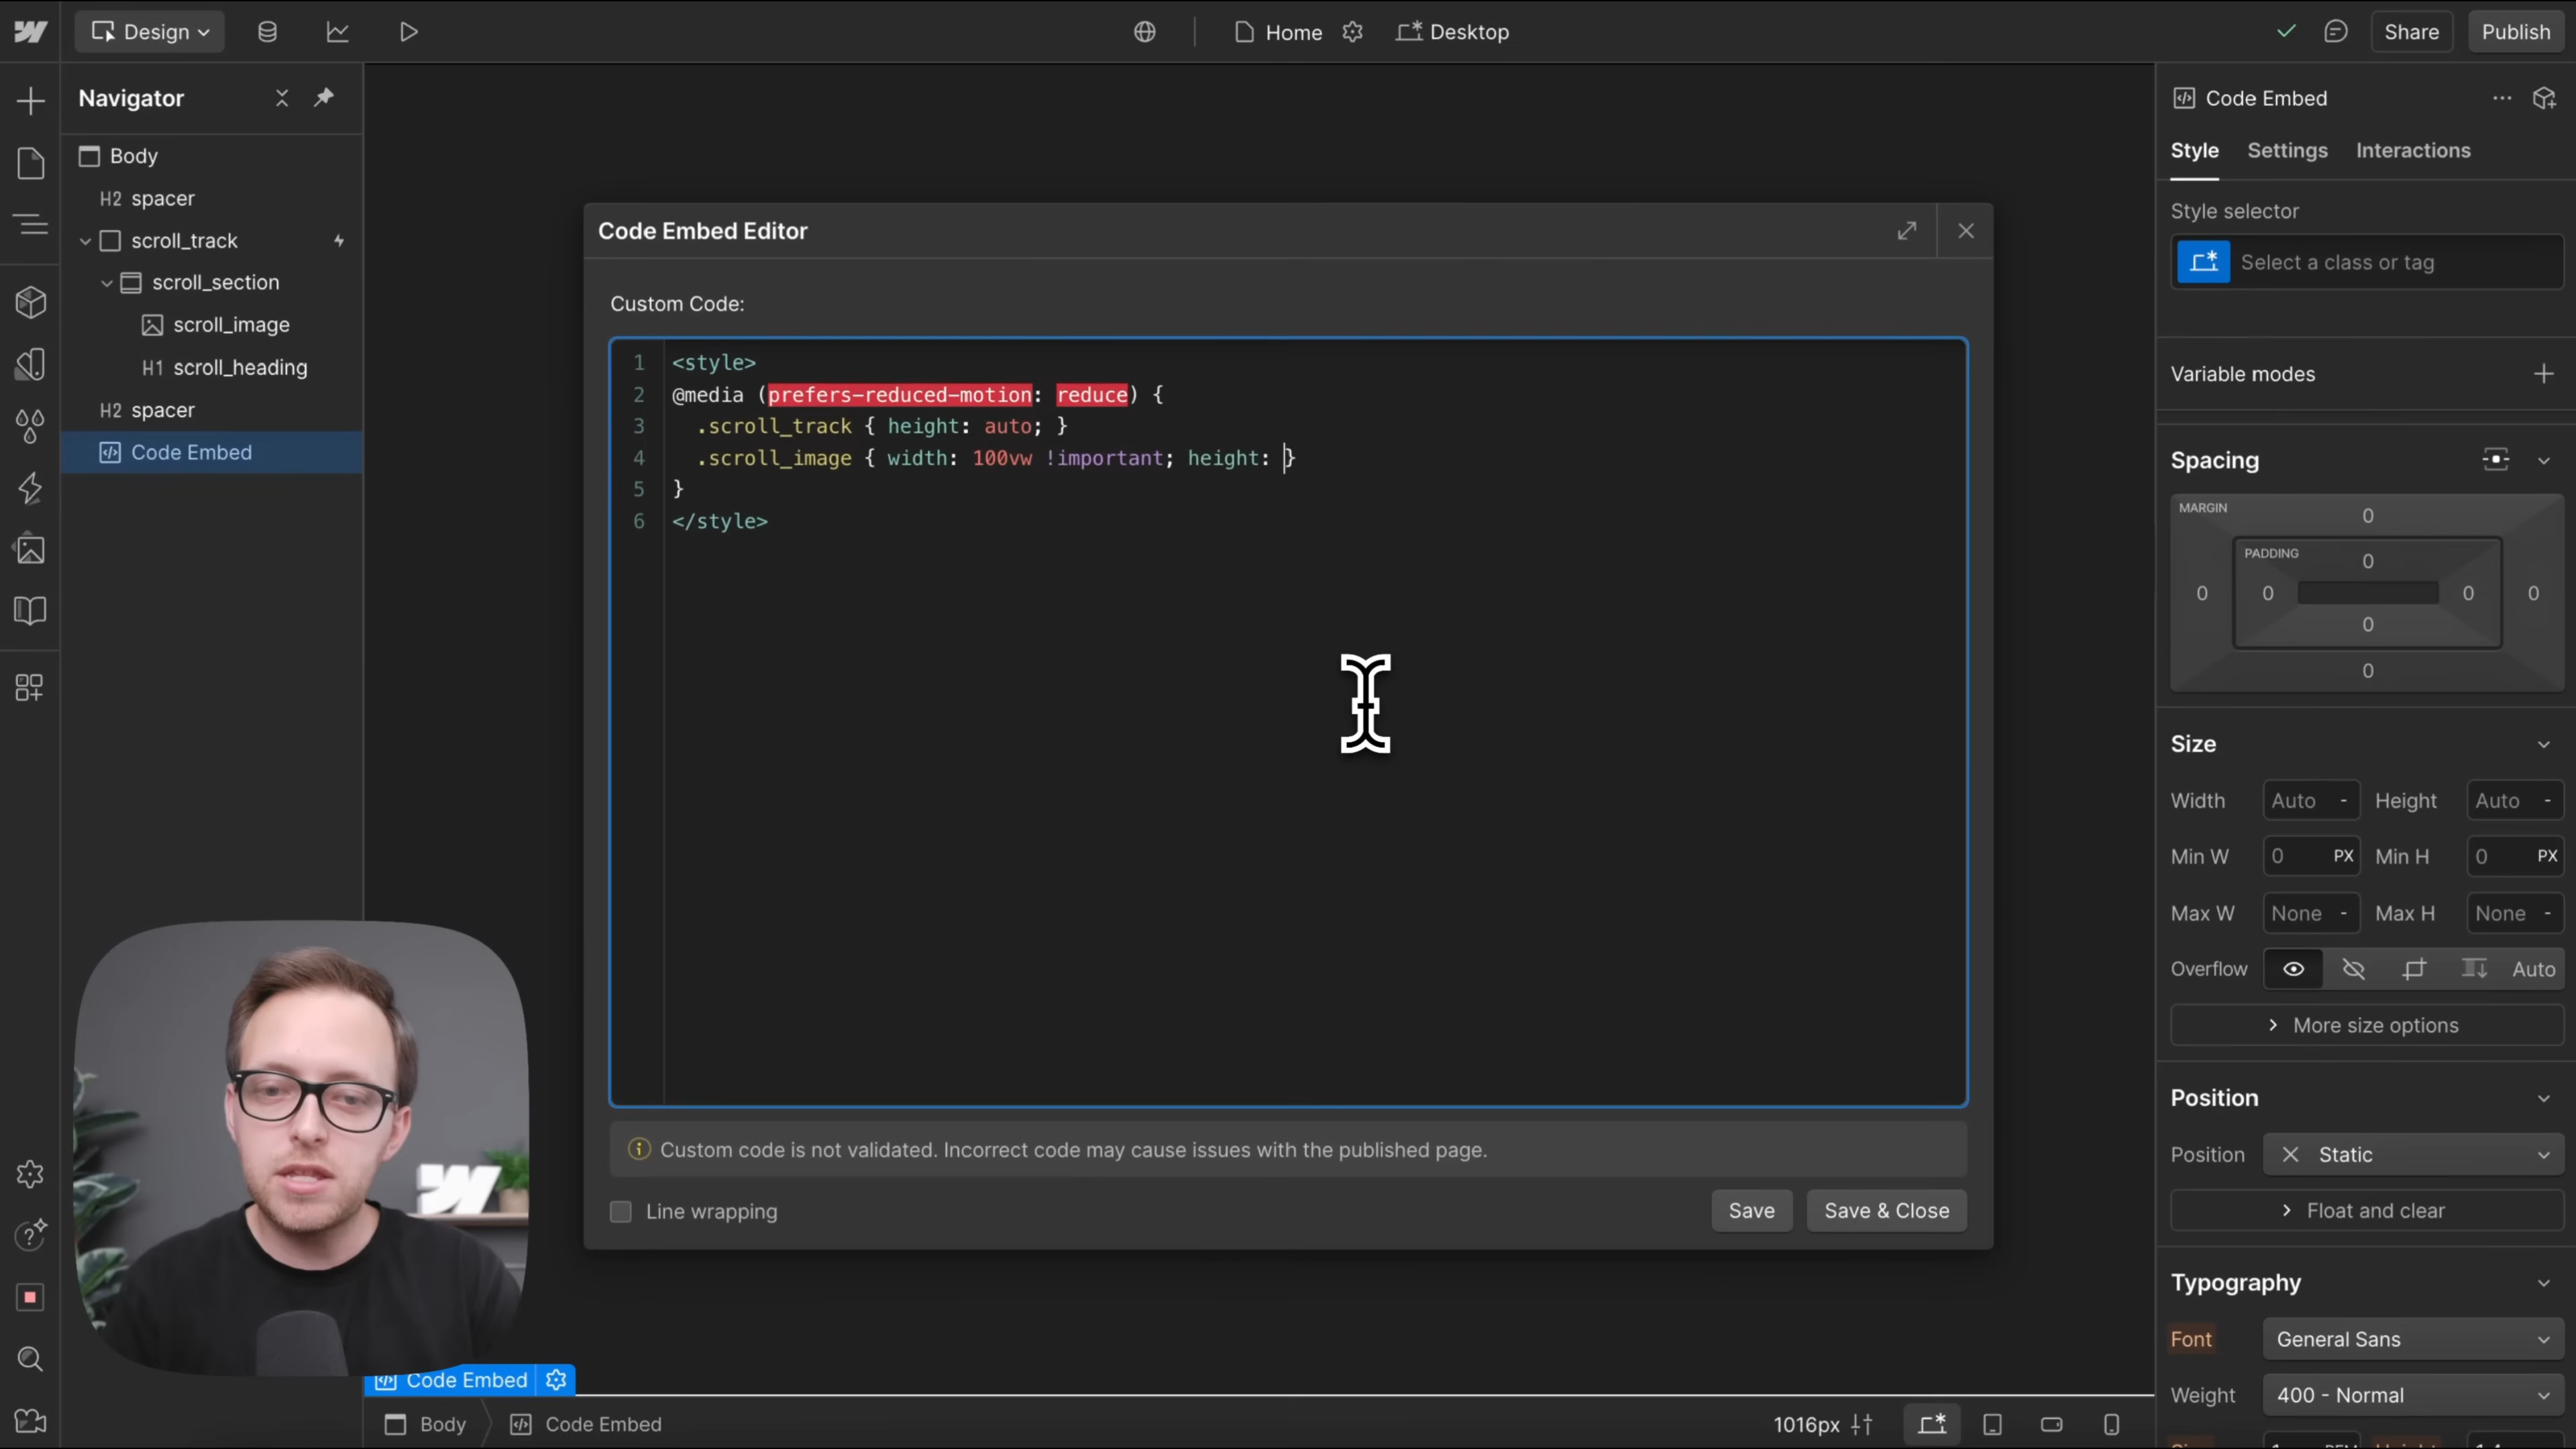 Design
Home
Desktop
Share
Publish
Navigator
Body
H2 spacer
scroll_track
scroll_section
scroll_image
H1 scroll_heading
H2 spacer
Code Embed
Code Embed Editor
Custom Code:
1 <style>
2 @media (prefers-reduced-motion: reduce) {
3 .scroll_track { height: auto; }
4 .scroll_image { width: 100vw !important; height: }
5 }
6 </style>
Custom code is not validated. Incorrect code may cause issues with the published page.
Line wrapping
Save
Save & Close
Code Embed
Body
Code Embed
1016px
Code Embed
Style
Settings
Interactions
Style selector
Select a class or tag
Variable modes
Spacing
MARGIN
0
PADDING
0
0 0 0 0
0
0
Size
Width Auto - Height Auto -
Min W 0 PX Min H 0 PX
Max W None - Max H None -
Overflow Auto
More size options
Position
Position Static
Float and clear
Typography
Font General Sans
Weight 400 - Normal